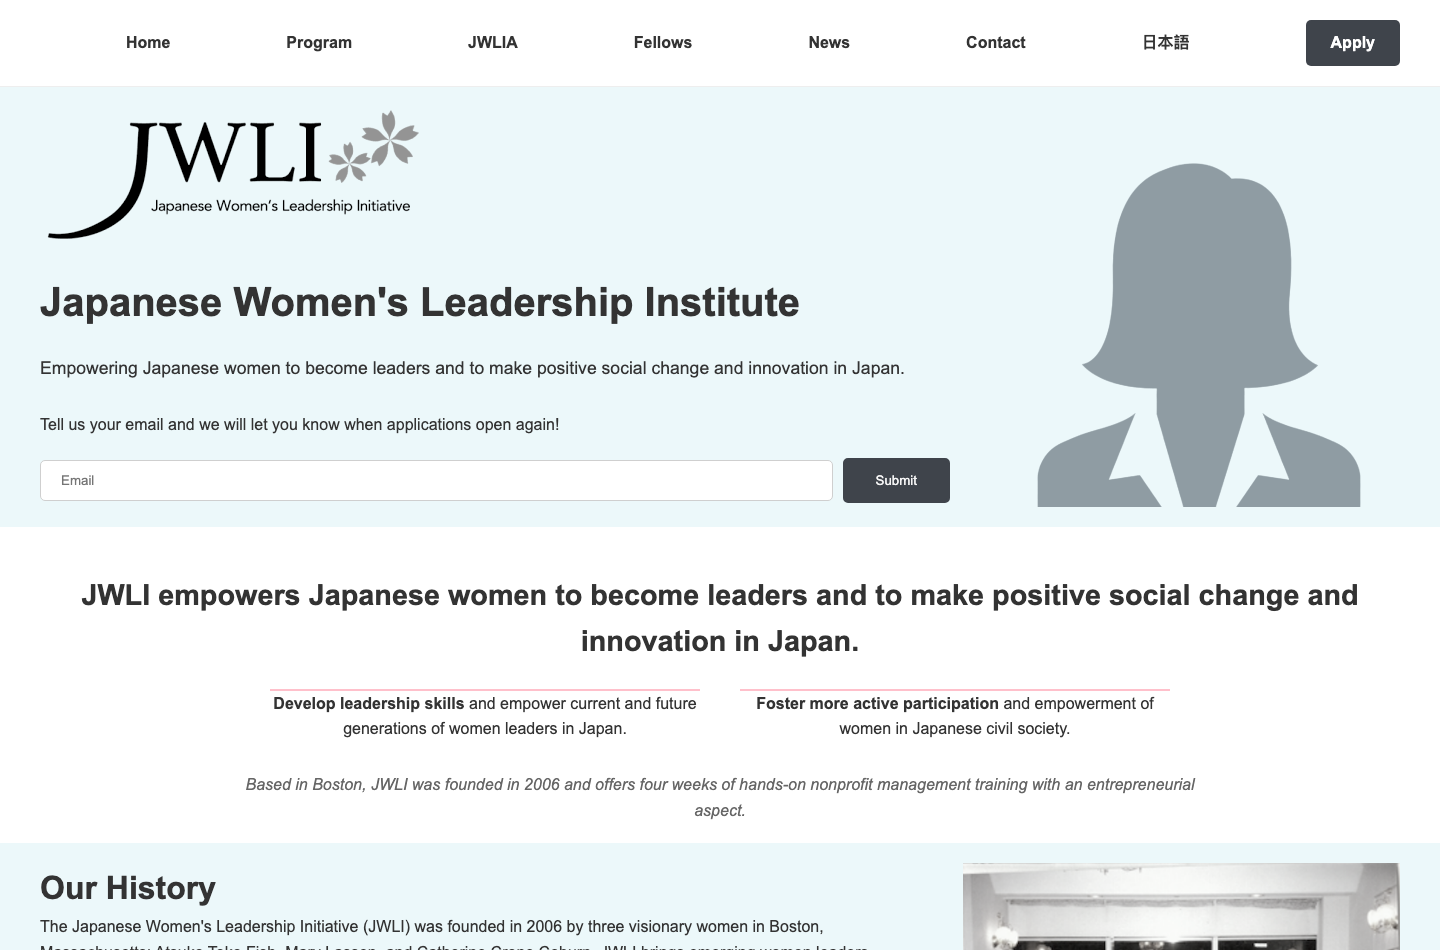 Home
Program
JWLIA
Fellows
News
Contact
日本語
Apply
JWLI
Japanese Women's Leadership Initiative
Japanese Women's Leadership Institute
Empowering Japanese women to become leaders and to make positive social change and innovation in Japan.
Tell us your email and we will let you know when applications open again!
Email
Submit
JWLI empowers Japanese women to become leaders and to make positive social change and
innovation in Japan.
Develop leadership skills and empower current and future
generations of women leaders in Japan.
Foster more active participation and empowerment of
women in Japanese civil society.
Based in Boston, JWLI was founded in 2006 and offers four weeks of hands-on nonprofit management training with an entrepreneurial
aspect.
Our History
The Japanese Women's Leadership Initiative (JWLI) was founded in 2006 by three visionary women in Boston,